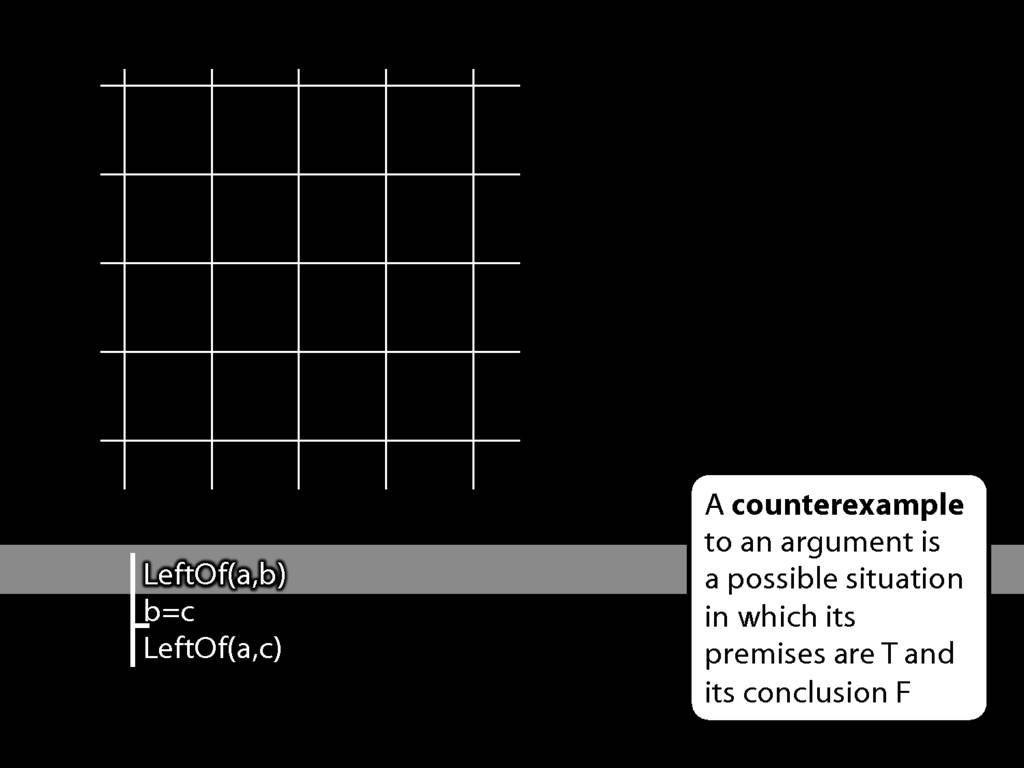 LeftOf(a,b)
b=c
LeftOf(a,c)
A counterexample
to an argument is
a possible situation
in which its
premises are T and
its conclusion F